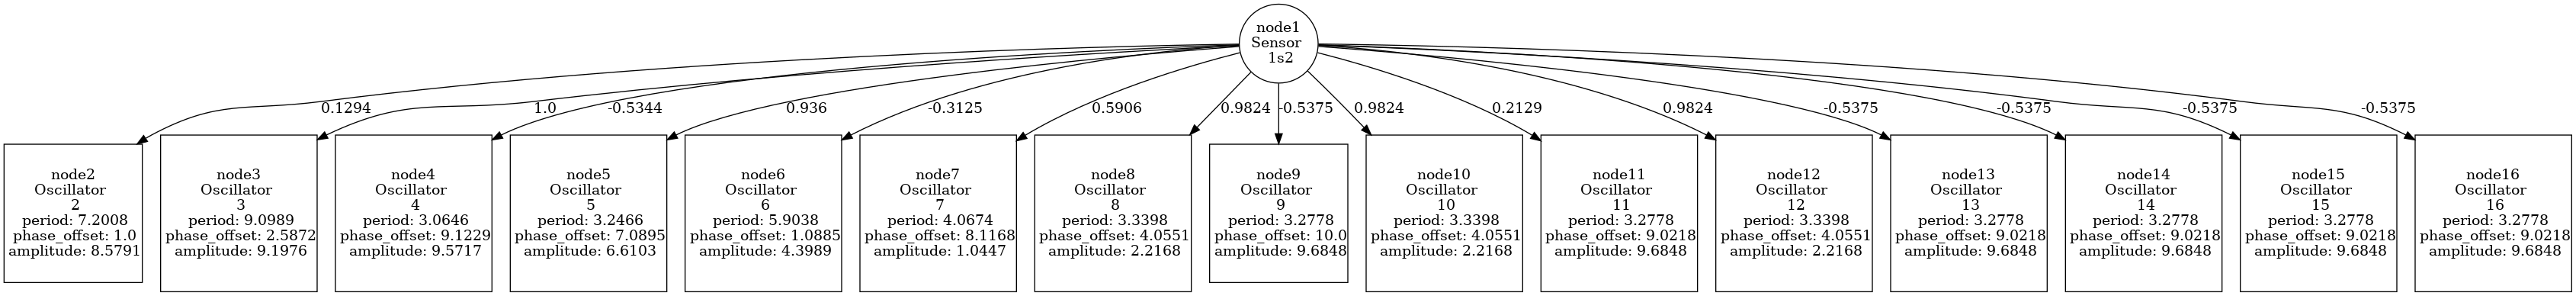 node1
Sensor
1s2
0.1294
1.0
-0.5344
0.936
-0.3125
0.5906
0.9824
-0.5375
0.9824
0.2129
0.9824
-0.5375
-0.5375
-0.5375
-0.5375
node2
Oscillator
2
period: 7.2008
phase_offset: 1.0
amplitude: 8.5791
node3
Oscillator
3
period: 9.0989
phase_offset: 2.5872
amplitude: 9.1976
node4
Oscillator
4
period: 3.0646
phase_offset: 9.1229
amplitude: 9.5717
node5
Oscillator
5
period: 3.2466
phase_offset: 7.0895
amplitude: 6.6103
node6
Oscillator
6
period: 5.9038
phase_offset: 1.0885
amplitude: 4.3989
node7
Oscillator
7
period: 4.0674
phase_offset: 8.1168
amplitude: 1.0447
node8
Oscillator
8
period: 3.3398
phase_offset: 4.0551
amplitude: 2.2168
node9
Oscillator
9
period: 3.2778
phase_offset: 10.0
amplitude: 9.6848
node10
Oscillator
10
period: 3.3398
phase_offset: 4.0551
amplitude: 2.2168
node11
Oscillator
11
period: 3.2778
phase_offset: 9.0218
amplitude: 9.6848
node12
Oscillator
12
period: 3.3398
phase_offset: 4.0551
amplitude: 2.2168
node13
Oscillator
13
period: 3.2778
phase_offset: 9.0218
amplitude: 9.6848
node14
Oscillator
14
period: 3.2778
phase_offset: 9.0218
amplitude: 9.6848
node15
Oscillator
15
period: 3.2778
phase_offset: 9.0218
amplitude: 9.6848
node16
Oscillator
16
period: 3.2778
phase_offset: 9.0218
amplitude: 9.6848